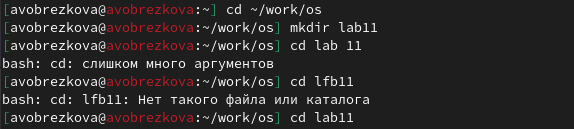 [avobrezkova@avobrezkova:~] cd ~/work/os
[avobrezkova@avobrezkova:~/work/os] mkdir lab11
[avobrezkova@avobrezkova:~/work/os] cd lab 11
bash: cd: слишком много аргументов
[avobrezkova@avobrezkova:~/work/os] cd lfb11
bash: cd: lfb11: Нет такого файла или каталога
[avobrezkova@avobrezkova:~/work/os] cd lab11